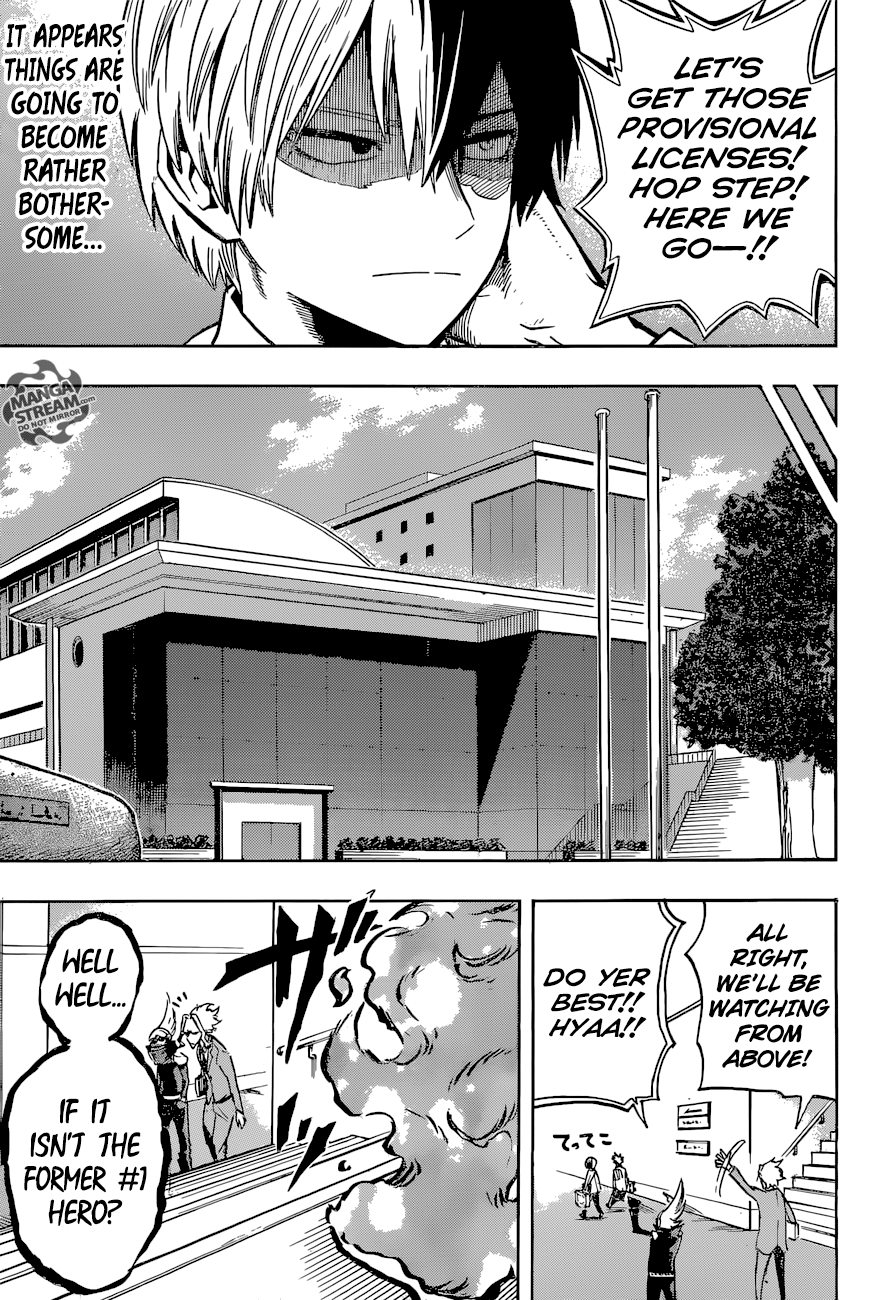 LET'S
GET THOSE
PROVISIONAL
LICENSES!
HOP STEP!
HERE WE
GO—!!
IT APPEARS
THINGS ARE
GOING TO
BECOME
RATHER
BOTHER-
SOME...
MANGA
STREAM.com
DO NOT MIRROR
ALL
RIGHT,
WE'LL BE
WATCHING
FROM
ABOVE!
DO YER
BEST!!
HYAA!!
てってこ
WELL
WELL...
IF IT
ISN'T THE
FORMER #1
HERO?